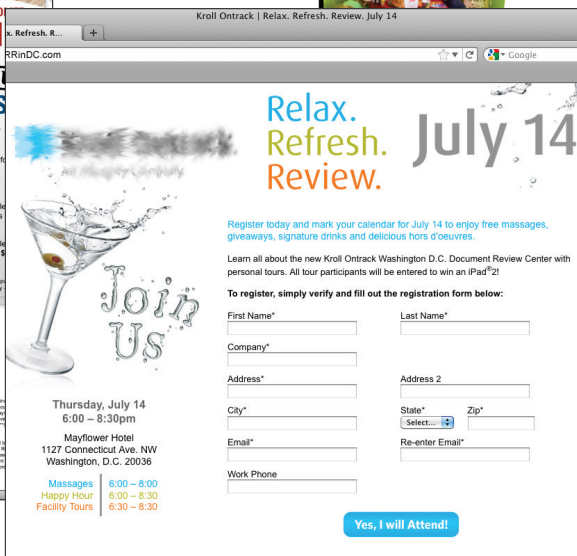 Kroll Ontrack | Relax. Refresh. Review. July 14
x. Refresh. R...
+
RRinDC.com
Google
Relax.
Refresh.
Review.
July 14
Join
Us
Register today and mark your calendar for July 14 to enjoy free massages,
giveaways, signature drinks and delicious hors d'oeuvres.
Learn all about the new Kroll Ontrack Washington D.C. Document Review Center with
personal tours. All tour participants will be entered to win an iPad®2!
To register, simply verify and fill out the registration form below:
First Name* Last Name*
Company*
Address* Address 2
City* State* Zip*
Select...
Email* Re-enter Email*
Work Phone
Yes, I will Attend!
Thursday, July 14
6:00 – 8:30pm
Mayflower Hotel
1127 Connecticut Ave. NW
Washington, D.C. 20036
Massages 6:00 – 8:00
Happy Hour 6:00 – 8:30
Facility Tours 6:30 – 8:30